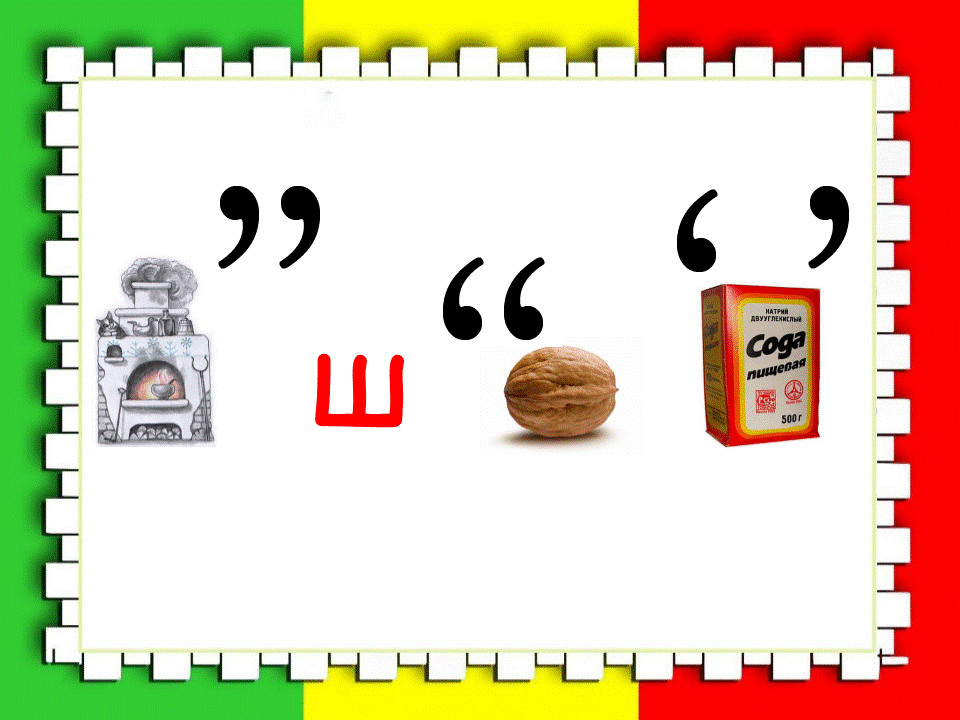 ,, ‘‘ ‘ ,
ш
НАТРИЙ
ДВУУГЛЕКИСЛЫЙ
Сода
пищевая
500 г